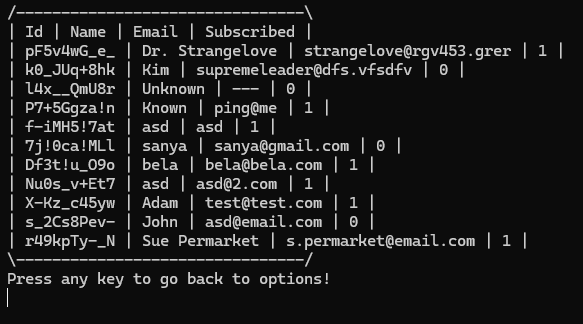 /--------------------------------\
| Id | Name | Email | Subscribed |
| pF5v4wG_e_ | Dr. Strangelove | strangelove@rgv453.grer | 1 |
| k0_JUq+8hk | Kim | supremeleader@dfs.vfsdfv | 0 |
| l4x__QmU8r | Unknown | --- | 0 |
| P7+5Ggza!n | Known | ping@me | 1 |
| f-iMH5!7at | asd | asd | 1 |
| 7j!0ca!MLl | sanya | sanya@gmail.com | 0 |
| Df3t!u_O9o | bela | bela@bela.com | 1 |
| Nu0s_v+Et7 | asd | asd@2.com | 1 |
| X-Kz_c45yw | Adam | test@test.com | 1 |
| s_2Cs8Pev- | John | asd@email.com | 0 |
| r49kpTy-_N | Sue Permarket | s.permarket@email.com | 1 |
\--------------------------------/
Press any key to go back to options!